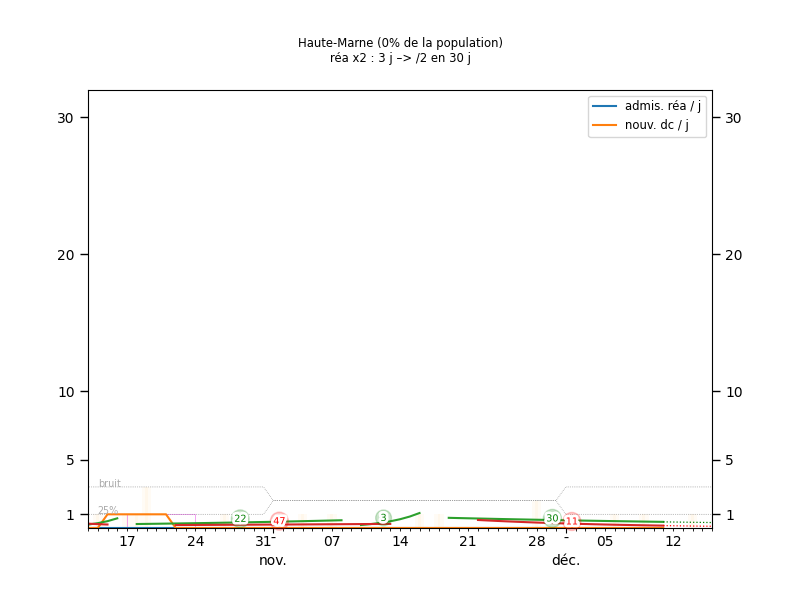 Haute-Marne (0% de la population)
réa x2 : 3 j –> /2 en 30 j
admis. réa / j
nouv. dc / j
30 30
20 20
10 10
5 5
bruit
25%
1 1
22 47 3 30 11
17 24 31 07 14 21 28 05 12
nov. déc.